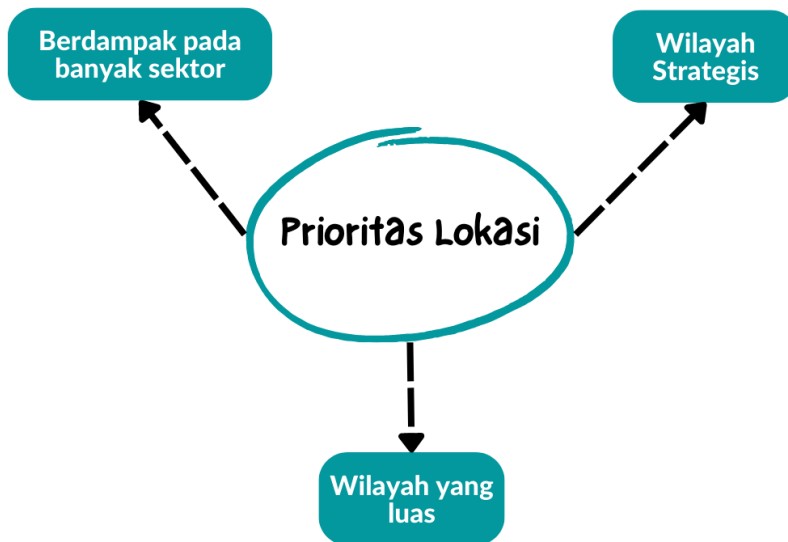 Berdampak pada
banyak sektor
Wilayah
Strategis
Prioritas Lokasi
Wilayah yang
luas